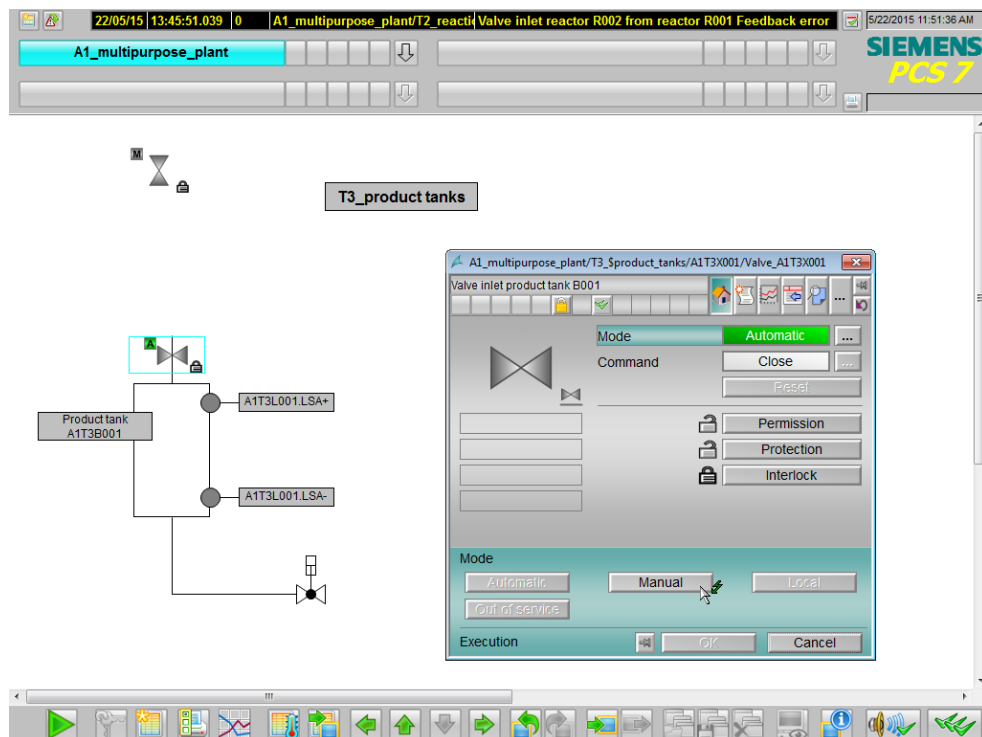 22/05/15 13:45:51.039 0 A1_multipurpose_plant/T2_reacti Valve inlet reactor R002 from reactor R001 Feedback error
5/22/2015 11:51:36 AM
A1_multipurpose_plant
SIEMENS
PCS 7
M
T3_product tanks
A1_multipurpose_plant/T3_$product_tanks/A1T3X001/Valve_A1T3X001
Valve inlet product tank B001
...
Mode
Automatic
...
Command
Close
...
Reset
Permission
Protection
Interlock
A
A1T3L001.LSA+
Product tank
A1T3B001
A1T3L001.LSA-
Mode
Automatic
Manual
Local
Out of service
Execution
OK
Cancel